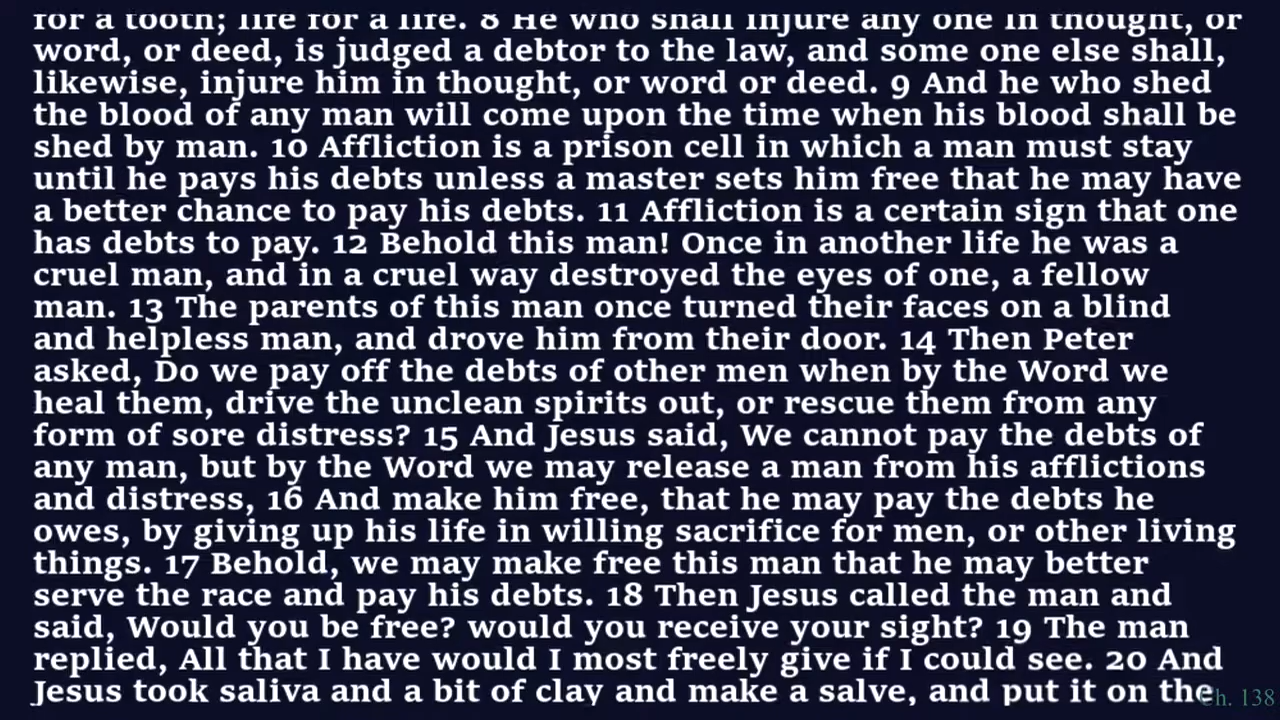 for a tooth; life for a life. 8 He who shall injure any one in thought, or
word, or deed, is judged a debtor to the law, and some one else shall,
likewise, injure him in thought, or word or deed. 9 And he who shed
the blood of any man will come upon the time when his blood shall be
shed by man. 10 Affliction is a prison cell in which a man must stay
until he pays his debts unless a master sets him free that he may have
a better chance to pay his debts. 11 Affliction is a certain sign that one
has debts to pay. 12 Behold this man! Once in another life he was a
cruel man, and in a cruel way destroyed the eyes of one, a fellow
man. 13 The parents of this man once turned their faces on a blind
and helpless man, and drove him from their door. 14 Then Peter
asked, Do we pay off the debts of other men when by the Word we
heal them, drive the unclean spirits out, or rescue them from any
form of sore distress? 15 And Jesus said, We cannot pay the debts of
any man, but by the Word we may release a man from his afflictions
and distress, 16 And make him free, that he may pay the debts he
owes, by giving up his life in willing sacrifice for men, or other living
things. 17 Behold, we may make free this man that he may better
serve the race and pay his debts. 18 Then Jesus called the man and
said, Would you be free? would you receive your sight? 19 The man
replied, All that I have would I most freely give if I could see. 20 And
Jesus took saliva and a bit of clay and make a salve, and put it on the
Ch. 138